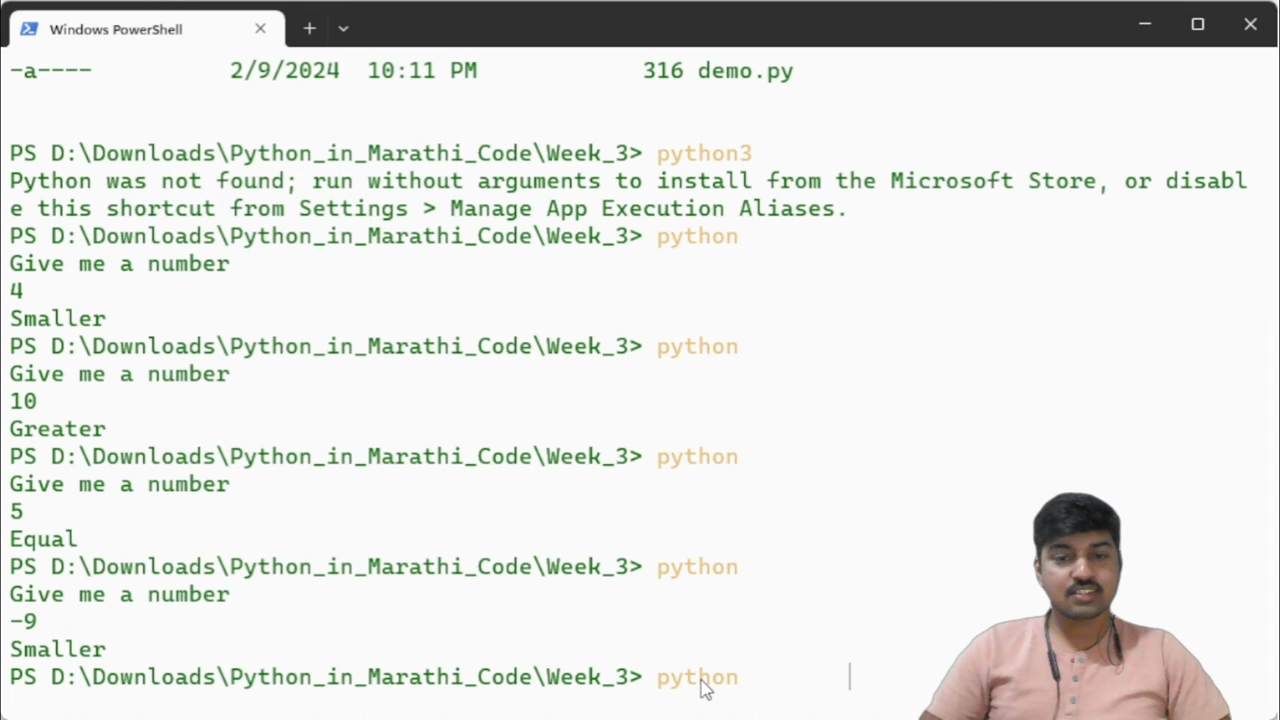 Windows PowerShell
-a---- 2/9/2024 10:11 PM 316 demo.py
PS D:\Downloads\Python_in_Marathi_Code\Week_3> python3
Python was not found; run without arguments to install from the Microsoft Store, or disabl
e this shortcut from Settings > Manage App Execution Aliases.
PS D:\Downloads\Python_in_Marathi_Code\Week_3> python
Give me a number
4
Smaller
PS D:\Downloads\Python_in_Marathi_Code\Week_3> python
Give me a number
10
Greater
PS D:\Downloads\Python_in_Marathi_Code\Week_3> python
Give me a number
5
Equal
PS D:\Downloads\Python_in_Marathi_Code\Week_3> python
Give me a number
-9
Smaller
PS D:\Downloads\Python_in_Marathi_Code\Week_3> python